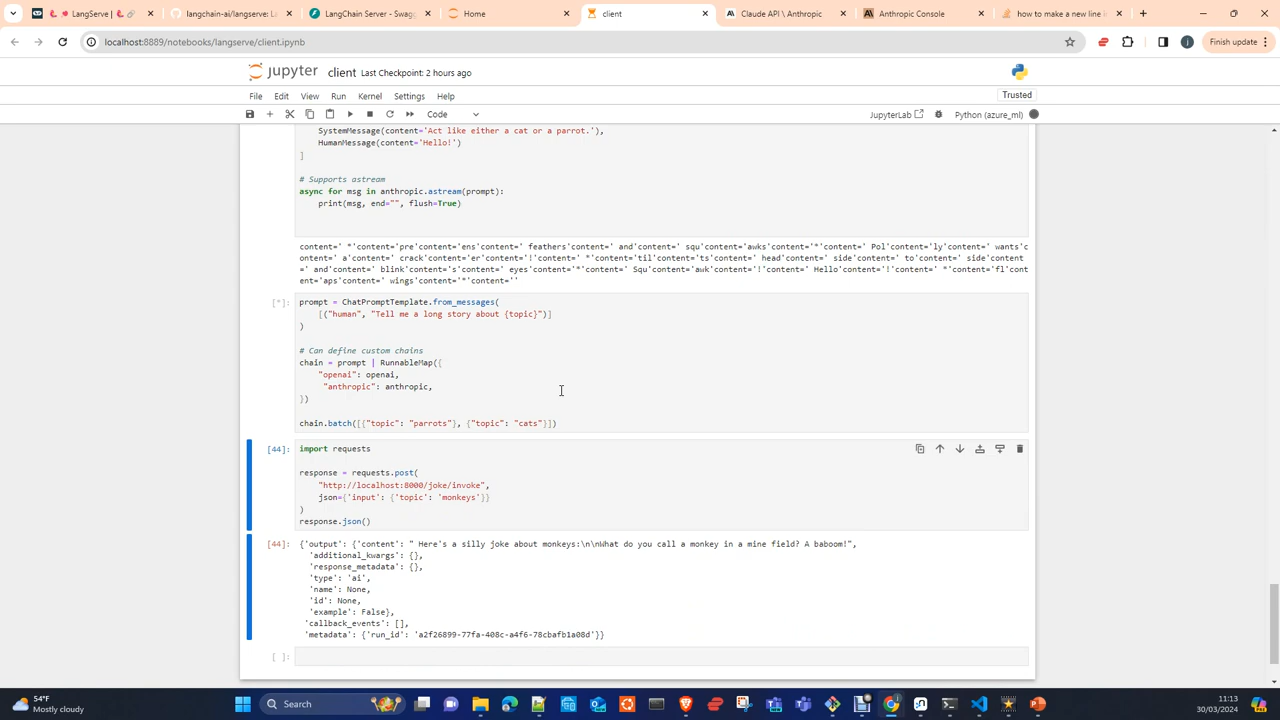 LangServe |
langchain-ai/langserve: L
LangChain Server - Swag
Home
client
Claude API \ Anthropic
Anthropic Console
how to make a new line
localhost:8889/notebooks/langserve/client.ipynb
Finish update
jupyter client Last Checkpoint: 2 hours ago
File Edit View Run Kernel Settings Help
Trusted
Code
JupyterLab
Python (azure_ml)
SystemMessage(content='Act like either a cat or a parrot.'),
HumanMessage(content='Hello!')
]
# Supports astream
async for msg in anthropic.astream(prompt):
print(msg, end="", flush=True)
content=' *'content='pre'content='ens'content=' feathers'content=' and'content=' squ'content='awks'content='*'content=' Pol'content='ly'content=' wants'c
ontent=' a'content=' crack'content='er'content='!'content=' *'content='til'content='ts'content=' head'content=' side'content=' to'content=' side'content
=' and'content=' blink'content='s'content=' eyes'content='*'content=' Squ'content='awk'content='!'content=' Hello'content='!'content=' *'content='fl'cont
ent='aps'content=' wings'content='*'content=''
[*]:
prompt = ChatPromptTemplate.from_messages(
[("human", "Tell me a long story about {topic}")]
)
# Can define custom chains
chain = prompt | RunnableMap({
"openai": openai,
"anthropic": anthropic,
})
chain.batch([{"topic": "parrots"}, {"topic": "cats"}])
[44]:
import requests
response = requests.post(
"http://localhost:8000/joke/invoke",
json={'input': {'topic': 'monkeys'}}
)
response.json()
[44]:
{'output': {'content': " Here's a silly joke about monkeys:\n\nWhat do you call a monkey in a mine field? A baboom!",
'additional_kwargs': {},
'response_metadata': {},
'type': 'ai',
'name': None,
'id': None,
'example': False},
'callback_events': [],
'metadata': {'run_id': 'a2f26899-77fa-408c-a4f6-78cbafb1a08d'}}
[ ]:
54°F
Mostly cloudy
Search
11:13
30/03/2024